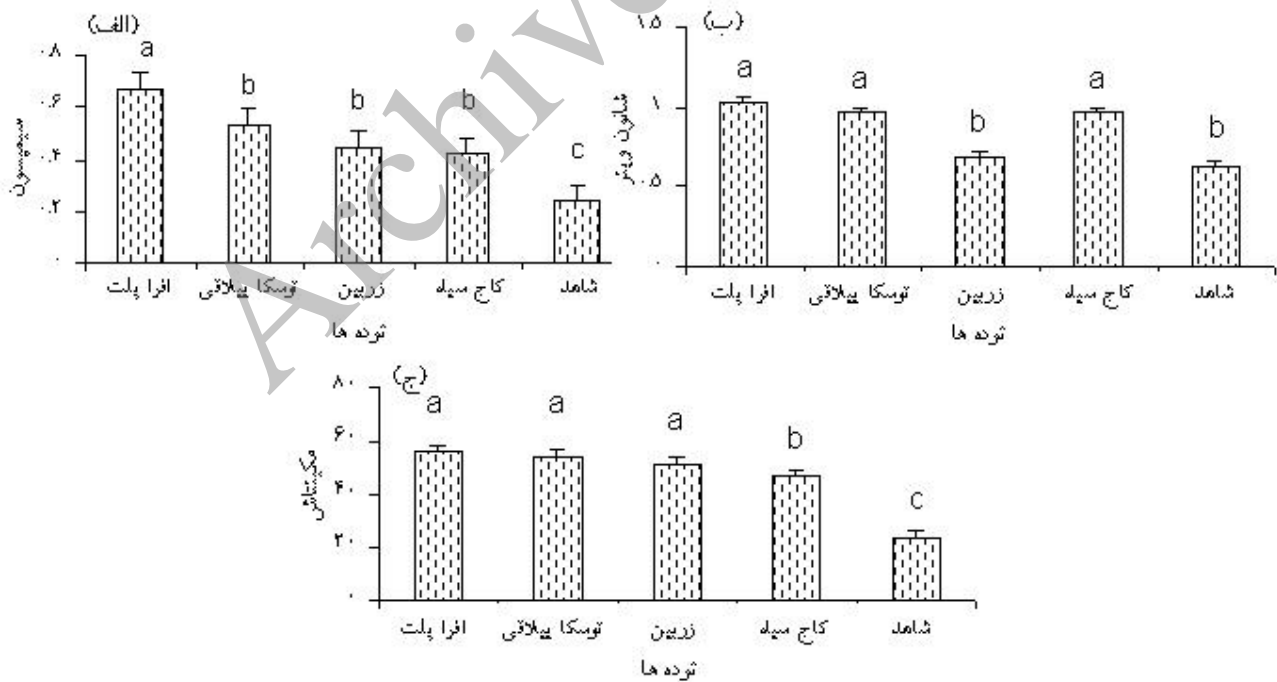 (الف)
سیمپسون
۰.۸
۰.۶
۰.۴
۰.۲
۰
a
b
b
b
c
افرا پلت
توسکا ییلاقی
زربین
کاج سیاه
شاهد
توده ها
(ب)
شانون وینر
۱.۵
۱
۰.۵
۰
a
a
b
a
b
افرا پلت
توسکا ییلاقی
زربین
کاج سیاه
شاهد
توده ها
(ج)
مکینتاش
۸۰
۶۰
۴۰
۲۰
۰
a
a
a
b
c
افرا پلت
توسکا ییلاقی
زربین
کاج سیاه
شاهد
توده ها